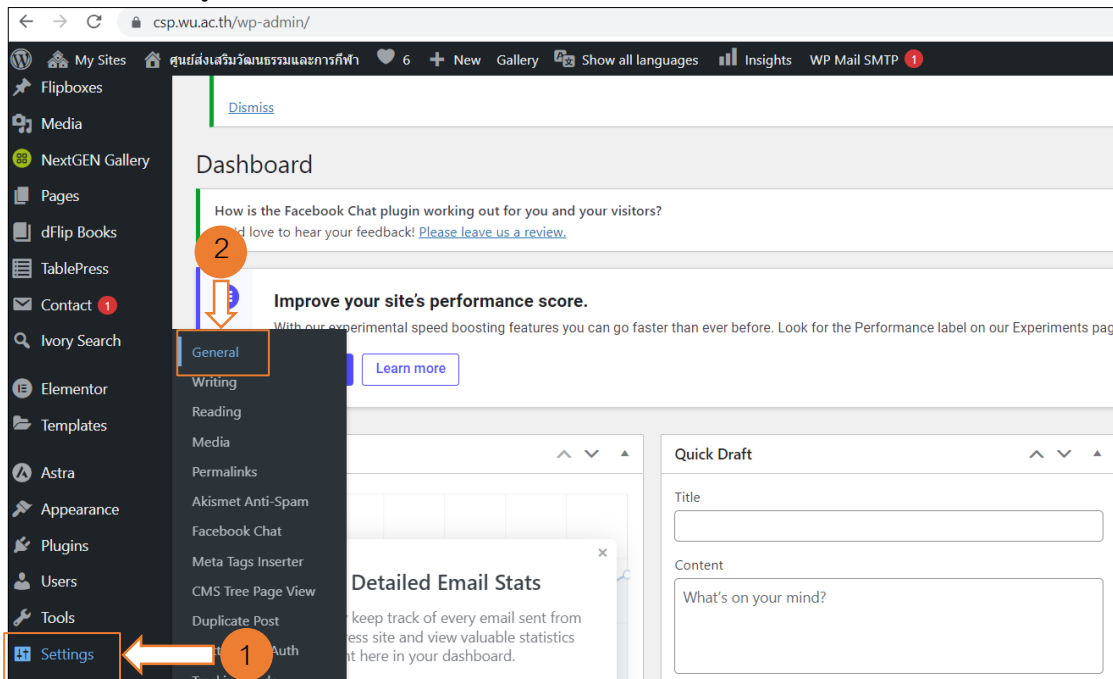 csp.wu.ac.th/wp-admin/
My Sites ศูนย์ส่งเสริมวัฒนธรรมและการกีฬา 6 + New Gallery Show all languages Insights WP Mail SMTP 1
Flipboxes
Media
NextGEN Gallery
Pages
dFlip Books
TablePress
Contact 1
Ivory Search
Elementor
Templates
Astra
Appearance
Plugins
Users
Tools
Settings
1
2
General
Writing
Reading
Media
Permalinks
Akismet Anti-Spam
Facebook Chat
Meta Tags Inserter
CMS Tree Page View
Duplicate Post
Auth
Dismiss
Dashboard
How is the Facebook Chat plugin working out for you and your visitors?
love to hear your feedback! Please leave us a review.
Improve your site's performance score.
With our experimental speed boosting features you can go faster than ever before. Look for the Performance label on our Experiments pag
Learn more
Detailed Email Stats
keep track of every email sent from
ess site and view valuable statistics
nt here in your dashboard.
Quick Draft
Title
Content
What's on your mind?